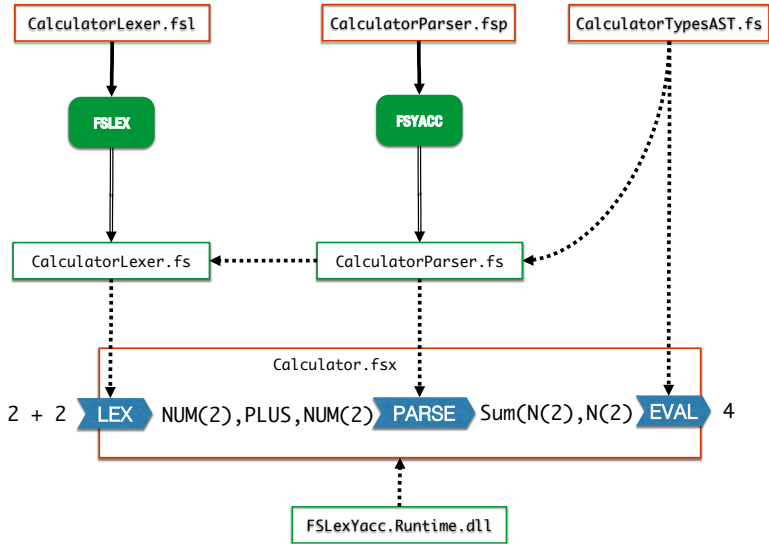 CalculatorLexer.fsl
CalculatorParser.fsp
CalculatorTypesAST.fs
FSLEX
FSYACC
CalculatorLexer.fs
CalculatorParser.fs
Calculator.fsx
2 + 2 LEX NUM(2),PLUS,NUM(2) PARSE Sum(N(2),N(2) EVAL 4
FSLexYacc.Runtime.dll